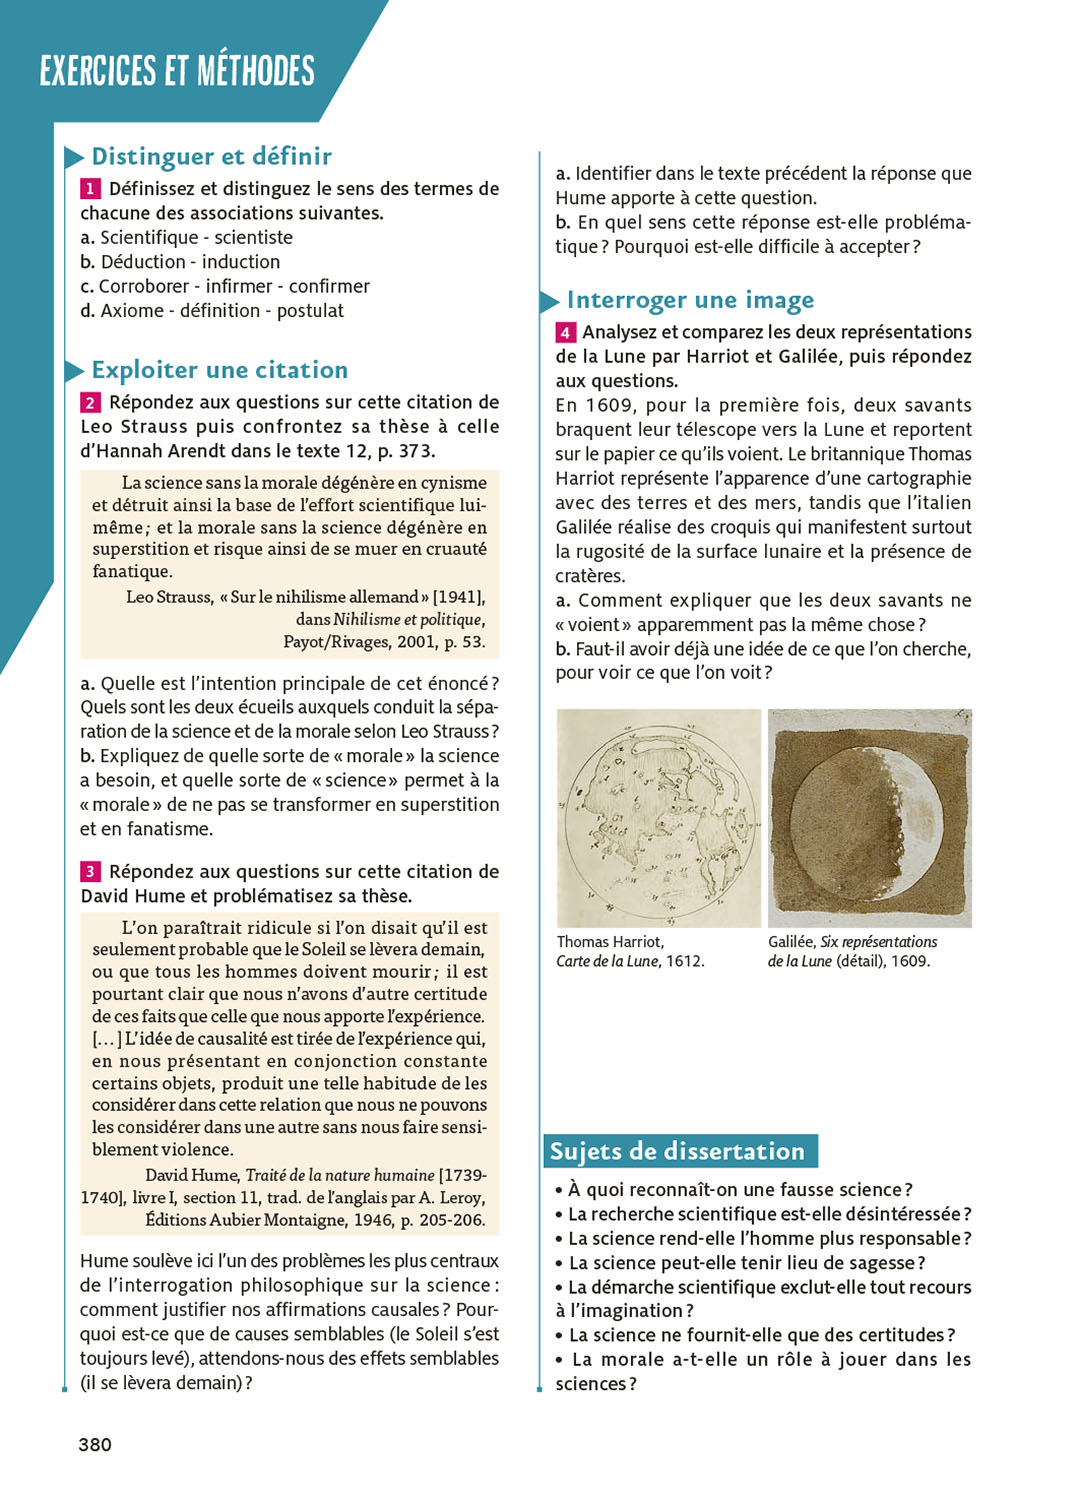 EXERCICES ET MÉTHODES
Distinguer et définir
1 Définissez et distinguez le sens des termes de
chacune des associations suivantes.
a. Scientifique - scientiste
b. Déduction - induction
c. Corroborer - infirmer - confirmer
d. Axiome - définition - postulat
Exploiter une citation
2 Répondez aux questions sur cette citation de
Leo Strauss puis confrontez sa thèse à celle
d'Hannah Arendt dans le texte 12, p. 373.
La science sans la morale dégénère en cynisme
et détruit ainsi la base de l'effort scientifique lui-
même ; et la morale sans la science dégénère en
superstition et risque ainsi de se muer en cruauté
fanatique.
Leo Strauss, « Sur le nihilisme allemand » [1941],
dans Nihilisme et politique,
Payot/Rivages, 2001, p. 53.
a. Quelle est l'intention principale de cet énoncé ?
Quels sont les deux écueils auxquels conduit la sépa-
ration de la science et de la morale selon Leo Strauss ?
b. Expliquez de quelle sorte de « morale » la science
a besoin, et quelle sorte de « science » permet à la
« morale » de ne pas se transformer en superstition
et en fanatisme.
3 Répondez aux questions sur cette citation de
David Hume et problématisez sa thèse.
L'on paraîtrait ridicule si l'on disait qu'il est
seulement probable que le Soleil se lèvera demain,
ou que tous les hommes doivent mourir ; il est
pourtant clair que nous n'avons d'autre certitude
de ces faits que celle que nous apporte l'expérience.
[…] L'idée de causalité est tirée de l'expérience qui,
en nous présentant en conjonction constante
certains objets, produit une telle habitude de les
considérer dans cette relation que nous ne pouvons
les considérer dans une autre sans nous faire sensi-
blement violence.
David Hume, Traité de la nature humaine [1739-
1740], livre I, section 11, trad. de l'anglais par A. Leroy,
Éditions Aubier Montaigne, 1946, p. 205-206.
Hume soulève ici l'un des problèmes les plus centraux
de l'interrogation philosophique sur la science :
comment justifier nos affirmations causales ? Pour-
quoi est-ce que de causes semblables (le Soleil s'est
toujours levé), attendons-nous des effets semblables
(il se lèvera demain) ?
a. Identifier dans le texte précédent la réponse que
Hume apporte à cette question.
b. En quel sens cette réponse est-elle probléma-
tique ? Pourquoi est-elle difficile à accepter ?
Interroger une image
4 Analysez et comparez les deux représentations
de la Lune par Harriot et Galilée, puis répondez
aux questions.
En 1609, pour la première fois, deux savants
braquent leur télescope vers la Lune et reportent
sur le papier ce qu'ils voient. Le britannique Thomas
Harriot représente l'apparence d'une cartographie
avec des terres et des mers, tandis que l'italien
Galilée réalise des croquis qui manifestent surtout
la rugosité de la surface lunaire et la présence de
cratères.
a. Comment expliquer que les deux savants ne
« voient » apparemment pas la même chose ?
b. Faut-il avoir déjà une idée de ce que l'on cherche,
pour voir ce que l'on voit ?
Thomas Harriot,
Carte de la Lune, 1612.
Galilée, Six représentations
de la Lune (détail), 1609.
Sujets de dissertation
• À quoi reconnaît-on une fausse science ?
• La recherche scientifique est-elle désintéressée ?
• La science rend-elle l'homme plus responsable ?
• La science peut-elle tenir lieu de sagesse ?
• La démarche scientifique exclut-elle tout recours
à l'imagination ?
• La science ne fournit-elle que des certitudes ?
• La morale a-t-elle un rôle à jouer dans les
sciences ?
380